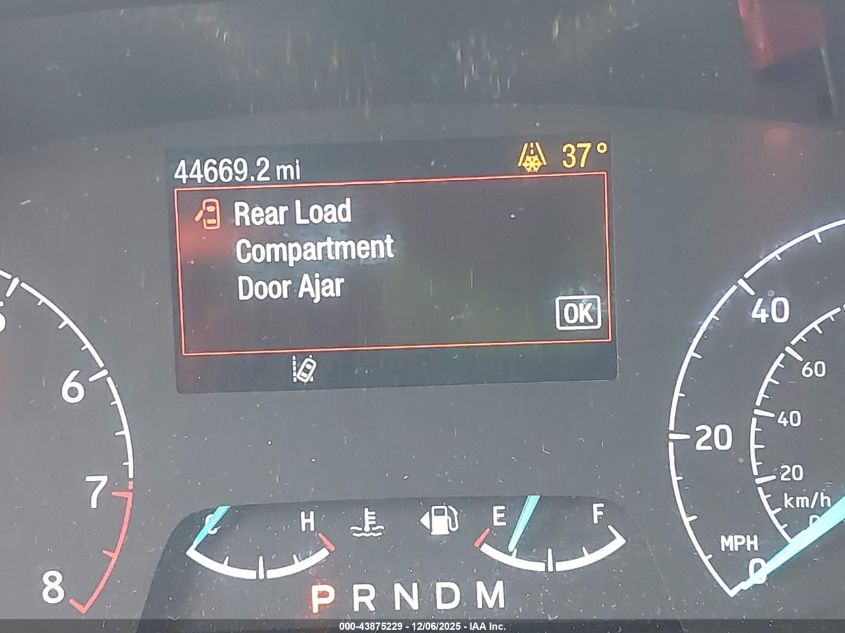 44669.2 mi
37°
Rear Load
Compartment
Door Ajar
OK
6
7
8
40
20
0
MPH
60
40
20
km/h
C
H
E
F
P R N D M
000-43875229 - 12/06/2025 - IAA Inc.